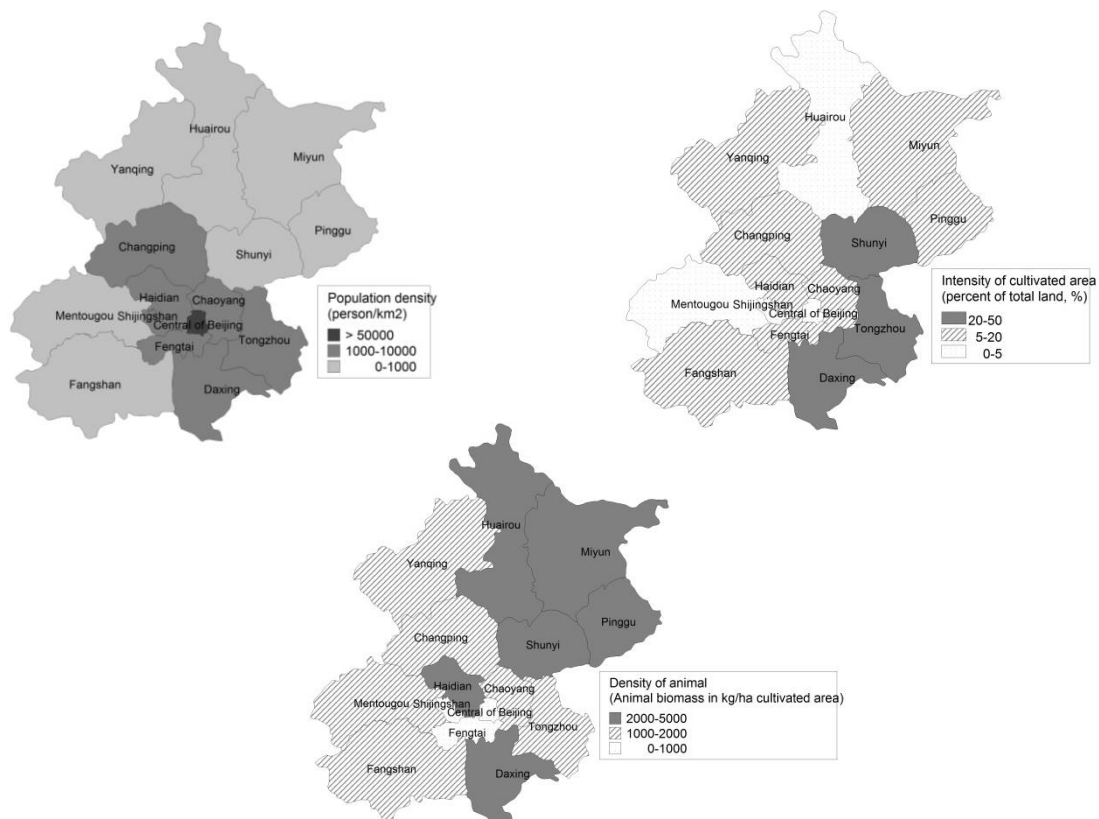 Huairou
Miyun
Yanqing
Pinggu
Changping
Shunyi
Haidian
Chaoyang
Mentougou Shijingshan
Central of Beijing
Fengtai
Tongzhou
Fangshan
Daxing
Population density
(person/km2)
> 50000
1000-10000
0-1000
Huairou
Miyun
Yanqing
Pinggu
Changping
Shunyi
Haidian
Chaoyang
Mentougou Shijingshan
Central of Beijing
Fengtai
Tongzhou
Fangshan
Daxing
Intensity of cultivated area
(percent of total land, %)
20-50
5-20
0-5
Huairou
Miyun
Yanqing
Pinggu
Changping
Shunyi
Haidian
Chaoyang
Mentougou Shijingshan
Central of Beijing
Fengtai
Tongzhou
Fangshan
Daxing
Density of animal
(Animal biomass in kg/ha cultivated area)
2000-5000
1000-2000
0-1000